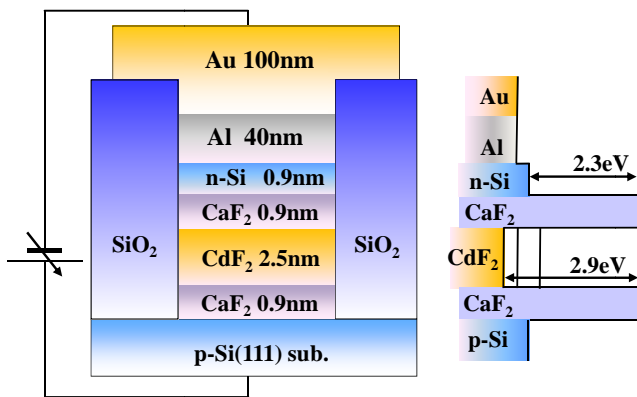 Au 100nm
Al 40nm
n-Si 0.9nm
CaF₂ 0.9nm
SiO₂
CdF₂ 2.5nm
SiO₂
CaF₂ 0.9nm
p-Si(111) sub.
Au
Al
n-Si
2.3eV
CaF₂
CdF₂
2.9eV
CaF₂
p-Si